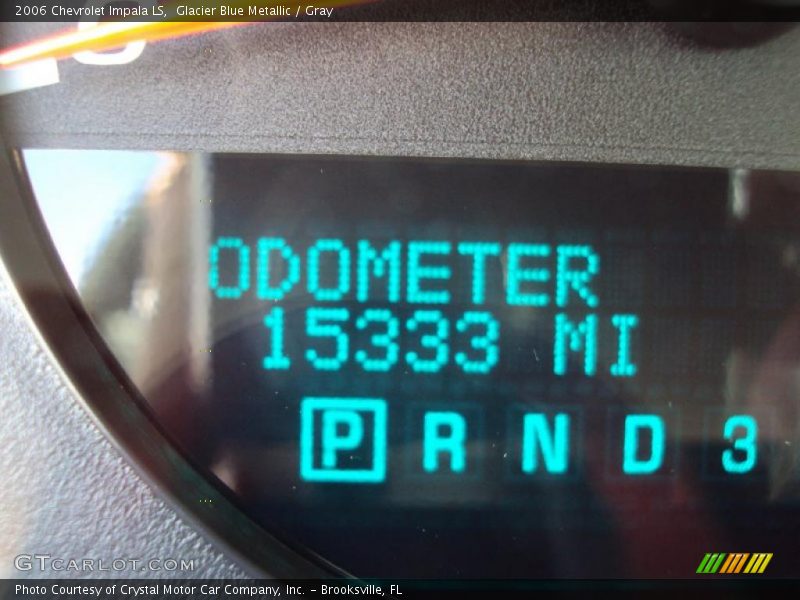 2006 Chevrolet Impala LS, Glacier Blue Metallic / Gray
ODOMETER
15333 MI
P R N D 3
GTCARLOT.COM
Photo Courtesy of Crystal Motor Car Company, Inc. – Brooksville, FL